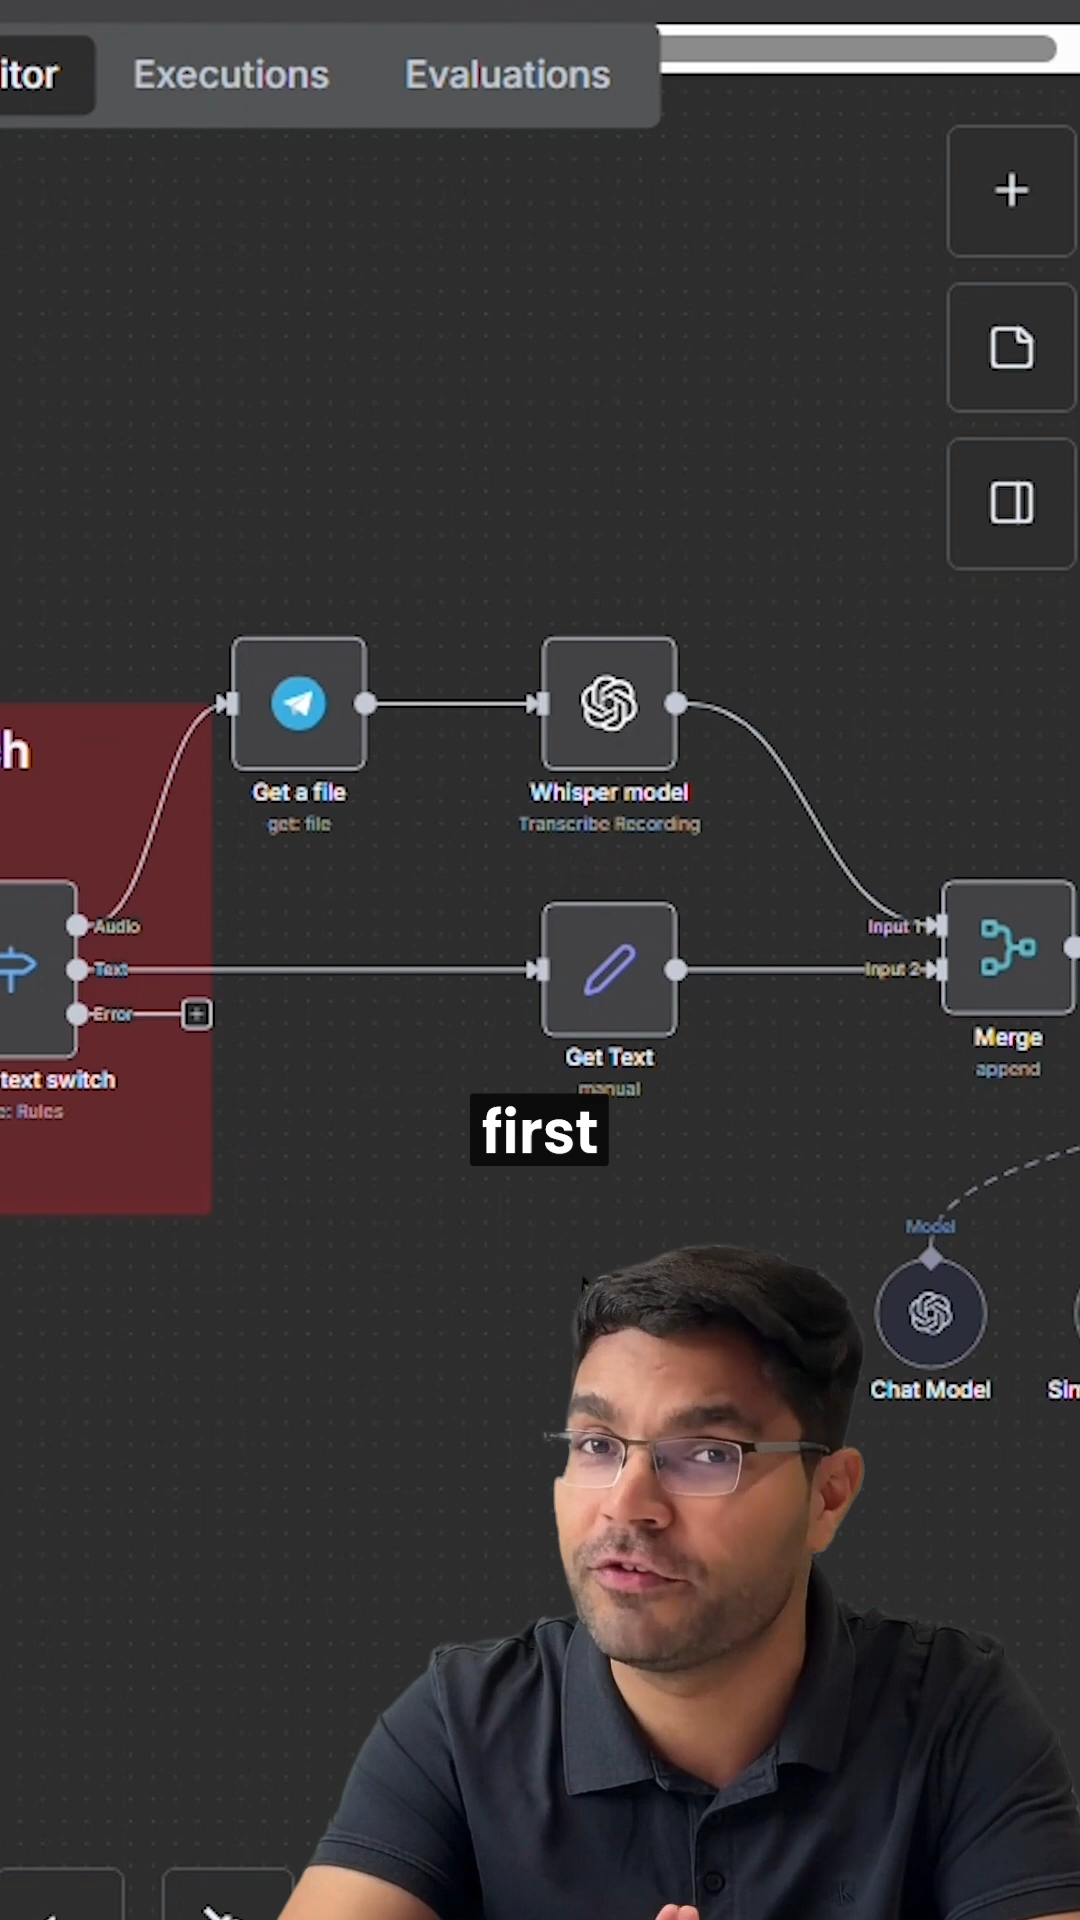 itor Executions Evaluations
h
Get a file
get: file
Whisper model
Transcribe Recording
Audio
Text
Error
text switch
e: Rules
Get Text
manual
Input 1
Input 2
Merge
append
first
Model
Chat Model
Sin